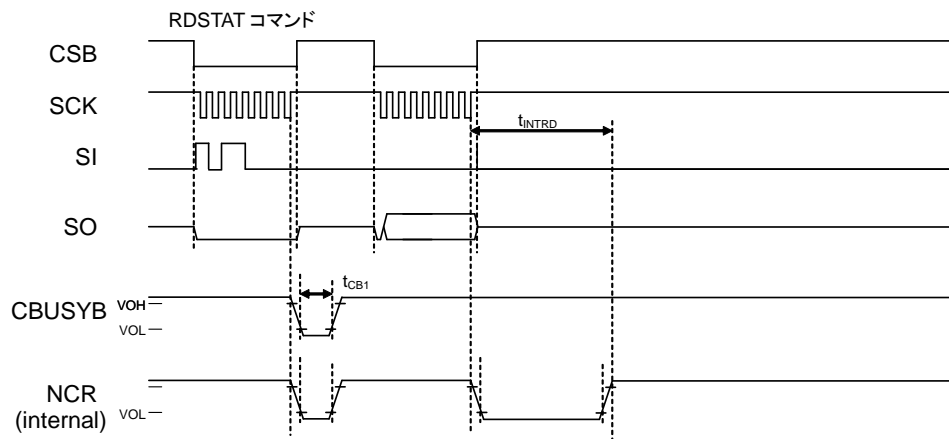 RDSTAT コマンド
CSB
SCK
tINTRD
SI
SO
tCB1
CBUSYB
VOH
VOL
NCR
(internal)
VOL